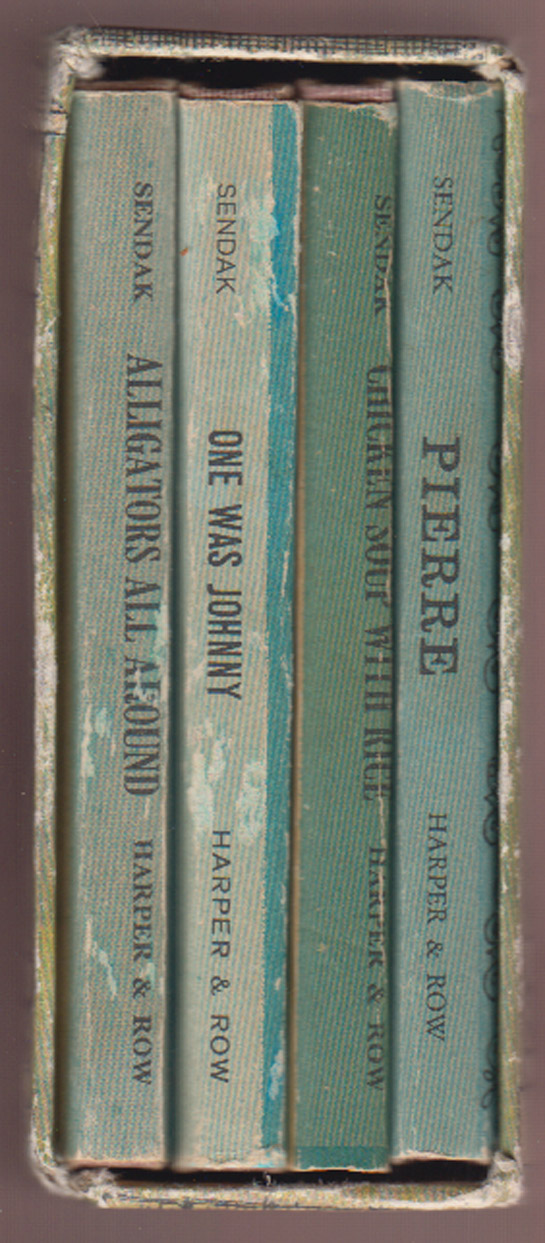 SENDAK ALLIGATORS ALL AROUND HARPER & ROW
SENDAK ONE WAS JOHNNY HARPER & ROW
SENDAK CHICKEN SOUP WITH RICE HARPER & ROW
SENDAK PIERRE HARPER & ROW